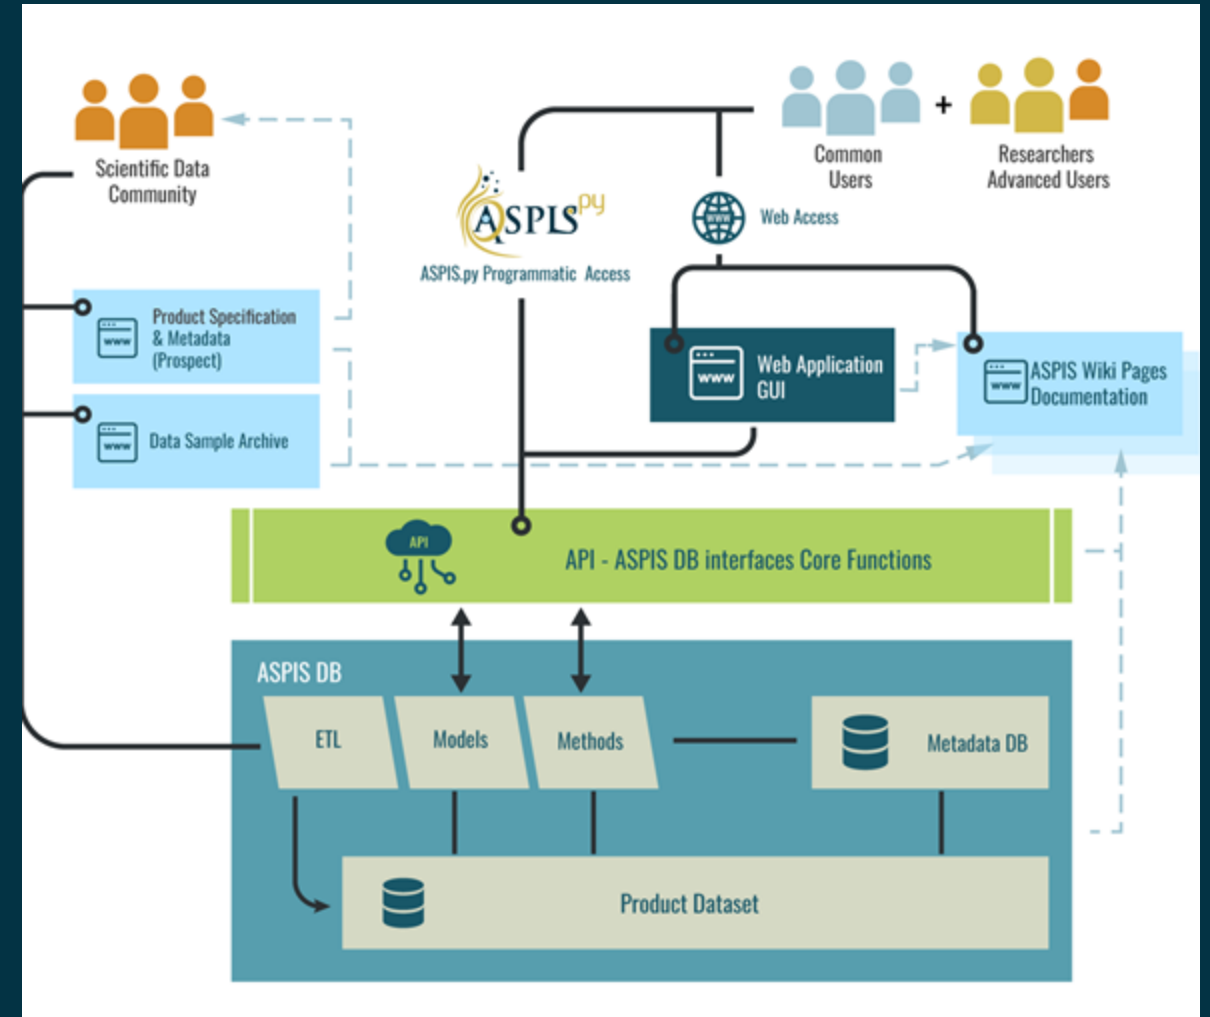 Scientific Data
Community
Common
Users
+
Researchers
Advanced Users
ASPIS.py
ASPIS.py Programmatic Access
www
Web Access
www
Product Specification
& Metadata
(Prospect)
www
Data Sample Archive
www
Web Application
GUI
www
ASPIS Wiki Pages
Documentation
API
API - ASPIS DB interfaces Core Functions
ASPIS DB
ETL
Models
Methods
Metadata DB
Product Dataset